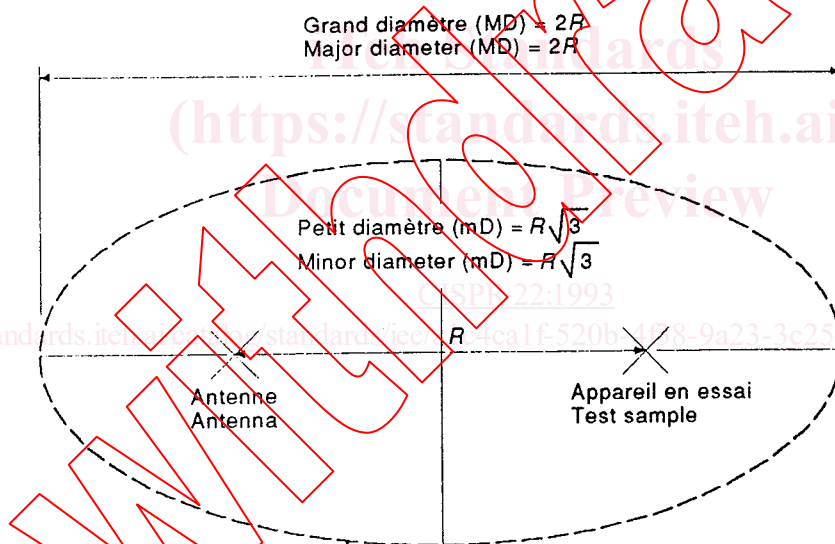 Grand diamètre (MD) = 2R
Major diameter (MD) = 2R
iTeh Standards
(https://standards.iteh.ai
Document Preview
Petit diamètre (mD) = R√3
Minor diameter (mD) = R√3
CISPR 22:1993
R
Antenne
Antenna
Appareil en essai
Test sample
withdra